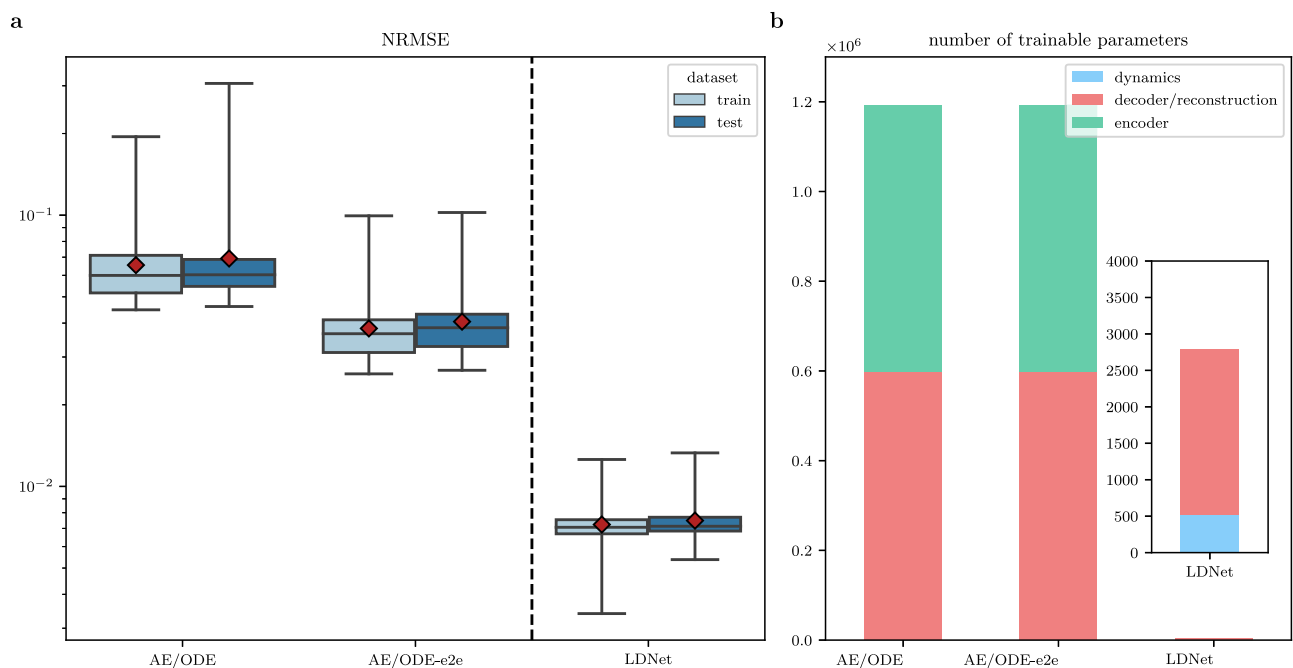 a
NRMSE
dataset
train
test
10⁻¹
10⁻²
AE/ODE
AE/ODE-e2e
LDNet
b
number of trainable parameters
×10⁶
dynamics
decoder/reconstruction
encoder
1.2
1.0
0.8
0.6
0.4
0.2
0.0
4000
3500
3000
2500
2000
1500
1000
500
0
LDNet
AE/ODE
AE/ODE-e2e
LDNet